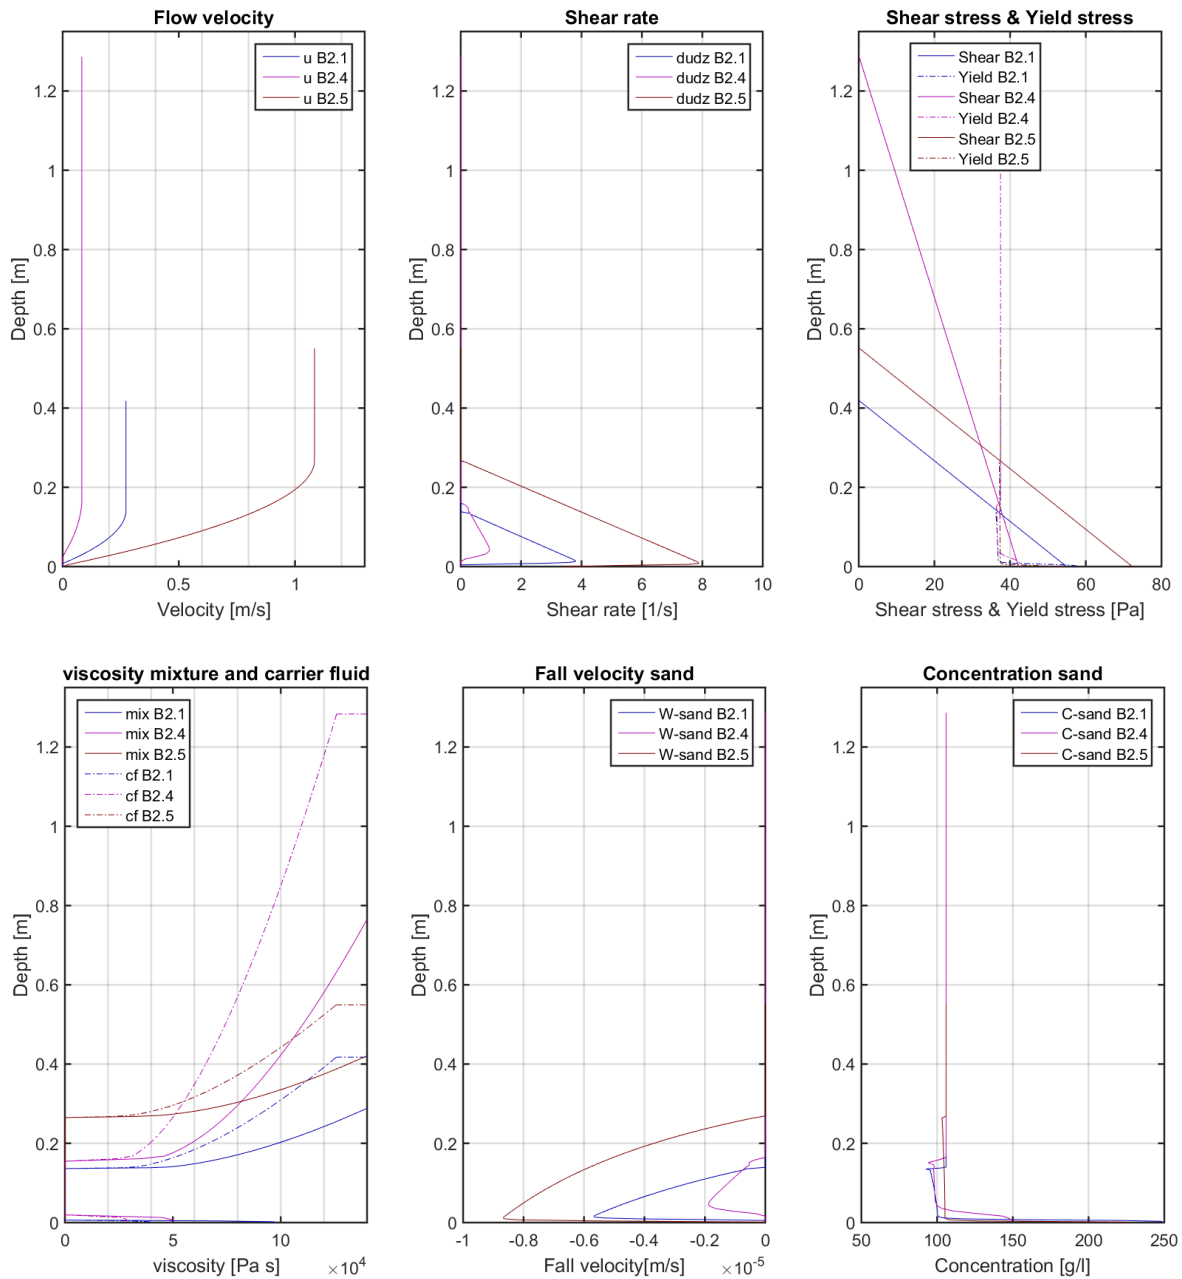 Flow velocity
u B2.1
u B2.4
u B2.5
1.2
1
0.8
0.6
0.4
0.2
0
Depth [m]
0
0.5
1
Velocity [m/s]
Shear rate
dudz B2.1
dudz B2.4
dudz B2.5
1.2
1
0.8
0.6
0.4
0.2
0
Depth [m]
0
2
4
6
8
10
Shear rate [1/s]
Shear stress & Yield stress
Shear B2.1
Yield B2.1
Shear B2.4
Yield B2.4
Shear B2.5
Yield B2.5
1.2
1
0.8
0.6
0.4
0.2
0
Depth [m]
0
20
40
60
80
Shear stress & Yield stress [Pa]
viscosity mixture and carrier fluid
mix B2.1
mix B2.4
mix B2.5
cf B2.1
cf B2.4
cf B2.5
1.2
1
0.8
0.6
0.4
0.2
0
Depth [m]
0
5
10
viscosity [Pa s]
×10^4
Fall velocity sand
W-sand B2.1
W-sand B2.4
W-sand B2.5
1.2
1
0.8
0.6
0.4
0.2
0
Depth [m]
-1
-0.8
-0.6
-0.4
-0.2
0
Fall velocity[m/s]
×10^-5
Concentration sand
C-sand B2.1
C-sand B2.4
C-sand B2.5
1.2
1
0.8
0.6
0.4
0.2
0
Depth [m]
50
100
150
200
250
Concentration [g/l]